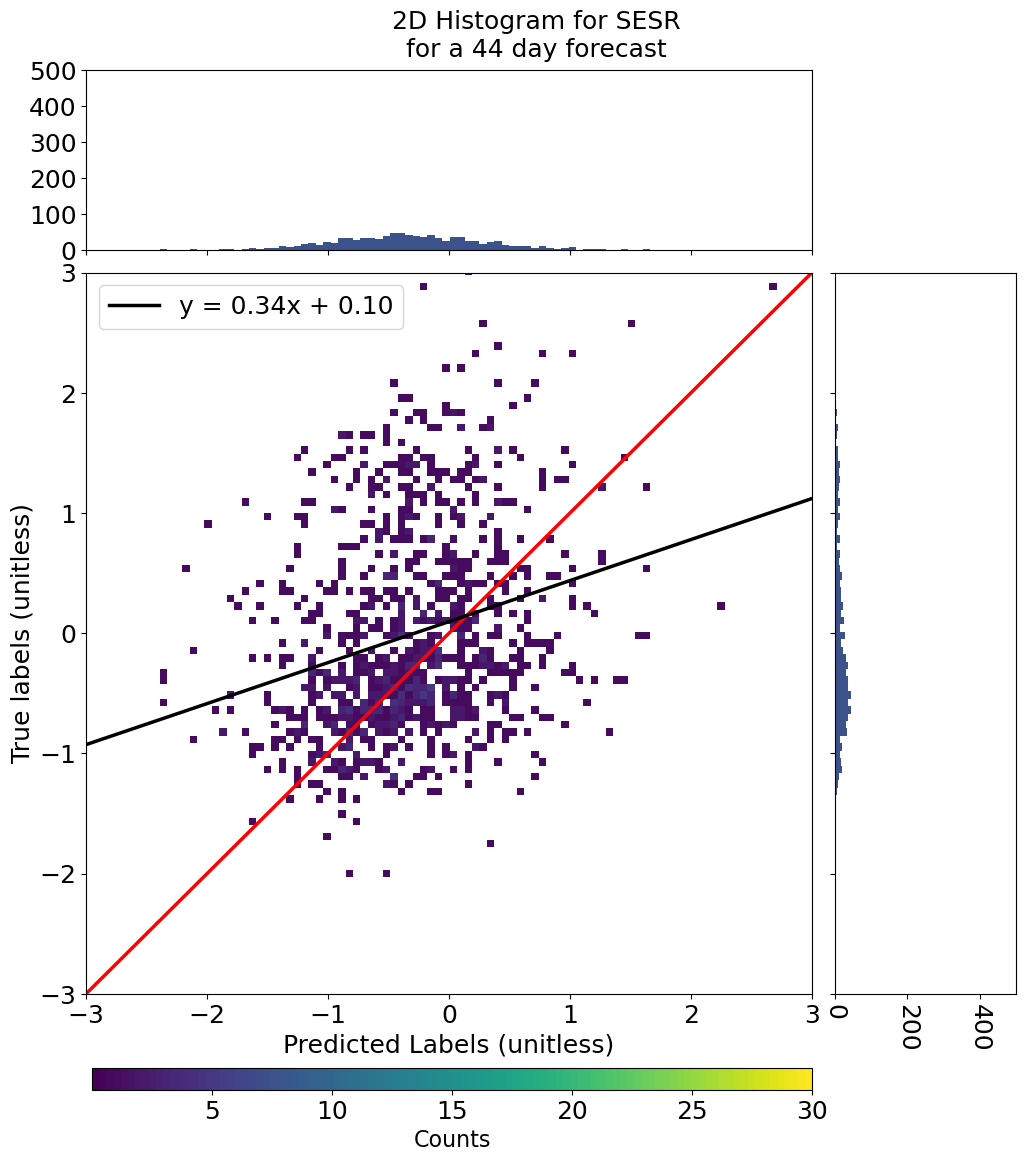 2D Histogram for SESR
for a 44 day forecast
500
400
300
200
100
0
3
2
1
0
−1
−2
−3
True labels (unitless)
y = 0.34x + 0.10
−3 −2 −1 0 1 2 3
Predicted Labels (unitless)
0 200 400
5 10 15 20 25 30
Counts